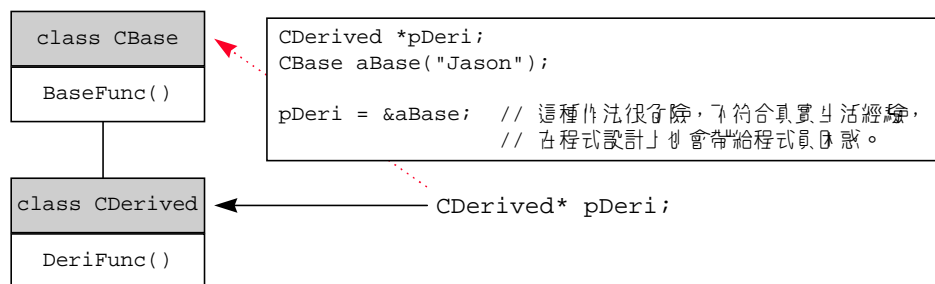 class CBase
BaseFunc()
CDerived *pDeri;
CBase aBase("Jason");
pDeri = &aBase;  // 這種作法很危險，不符合真實生活經驗，
// 在程式設計上也會帶給程式員困惑。
class CDerived
DeriFunc()
CDerived* pDeri;